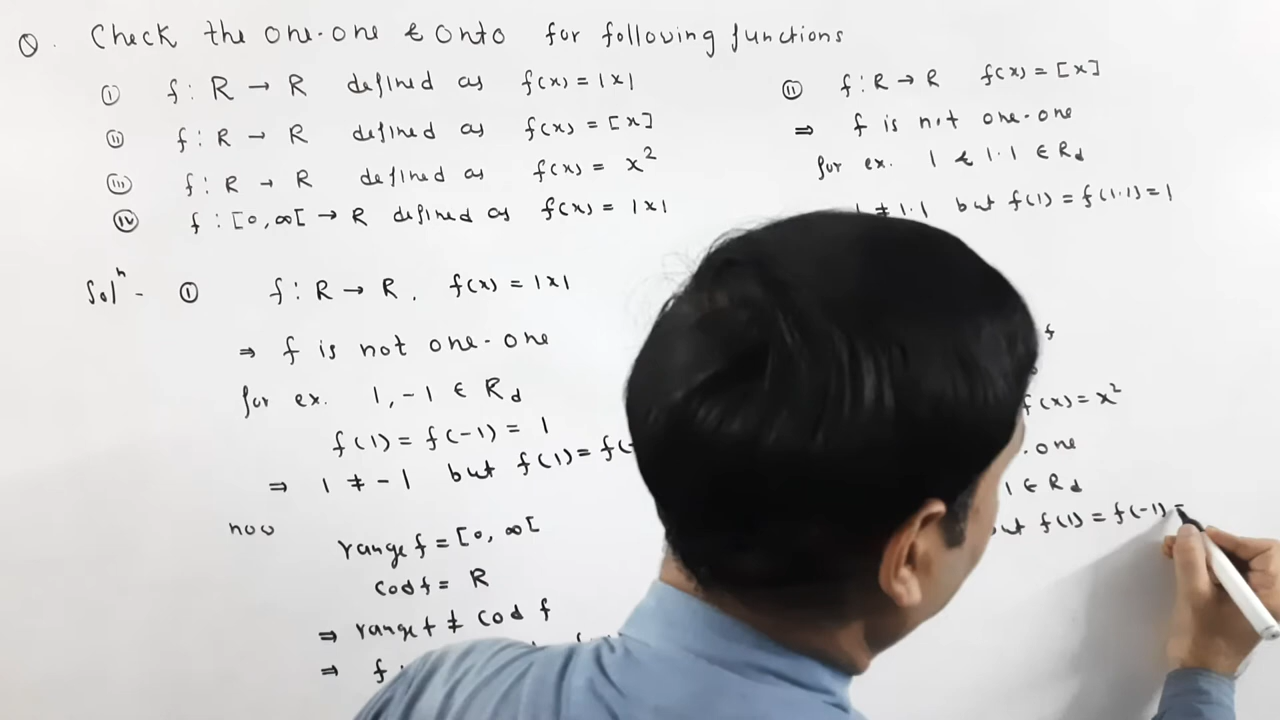 Q. Check the one-one & onto for following functions
(i) f : R → R defined as f(x) = |x|
(ii) f : R → R defined as f(x) = [x]
(iii) f : R → R defined as f(x) = x²
(iv) f : [0, ∞[ → R defined as f(x) = |x|
Solⁿ - (i) f : R → R, f(x) = |x|
⇒ f is not one-one
for ex. 1, -1 ∈ R_d
f(1) = f(-1) = 1
⇒ 1 ≠ -1 but f(1) = f(-
now
range f = [0, ∞[
cod f = R
⇒ range f ≠ cod f
⇒ f
(ii) f : R → R f(x) = [x]
⇒ f is not one-one
for ex. 1 & 1.1 ∈ R_d
1 ≠ 1.1 but f(1) = f(1.1) = 1
f
f(x) = x²
one
1 ∈ R_d
but f(1) = f(-1) =